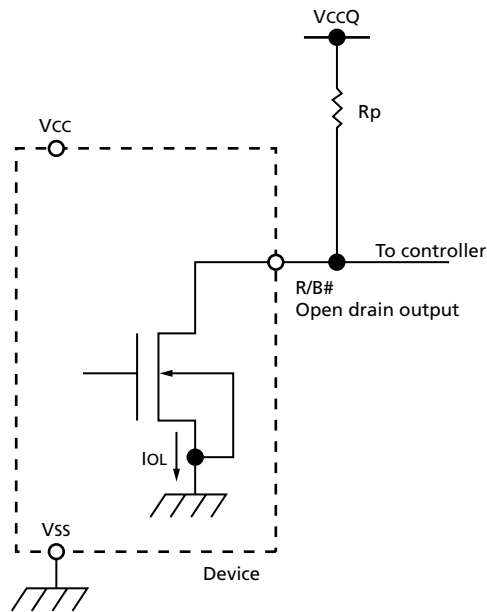 VCCQ
Rp
VCC
To controller
R/B#
Open drain output
IOL
VSS
Device